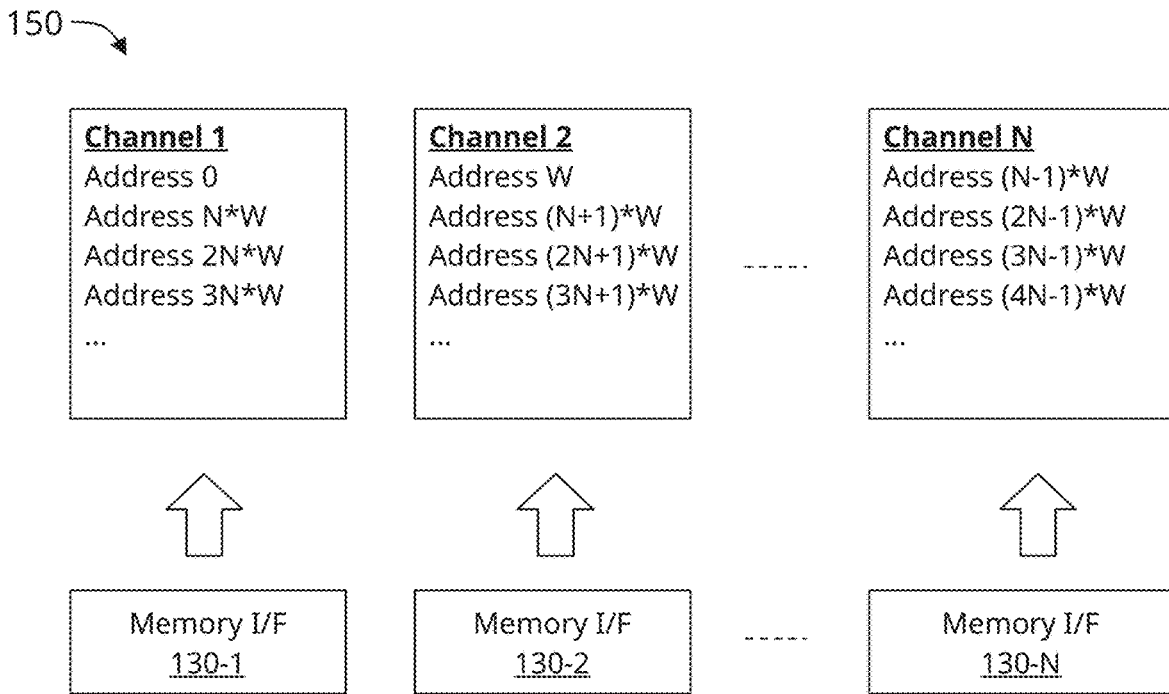 150
Channel 1
Address 0
Address N*W
Address 2N*W
Address 3N*W
...
Channel 2
Address W
Address (N+1)*W
Address (2N+1)*W
Address (3N+1)*W
...
Channel N
Address (N-1)*W
Address (2N-1)*W
Address (3N-1)*W
Address (4N-1)*W
...
Memory I/F
130-1
Memory I/F
130-2
Memory I/F
130-N